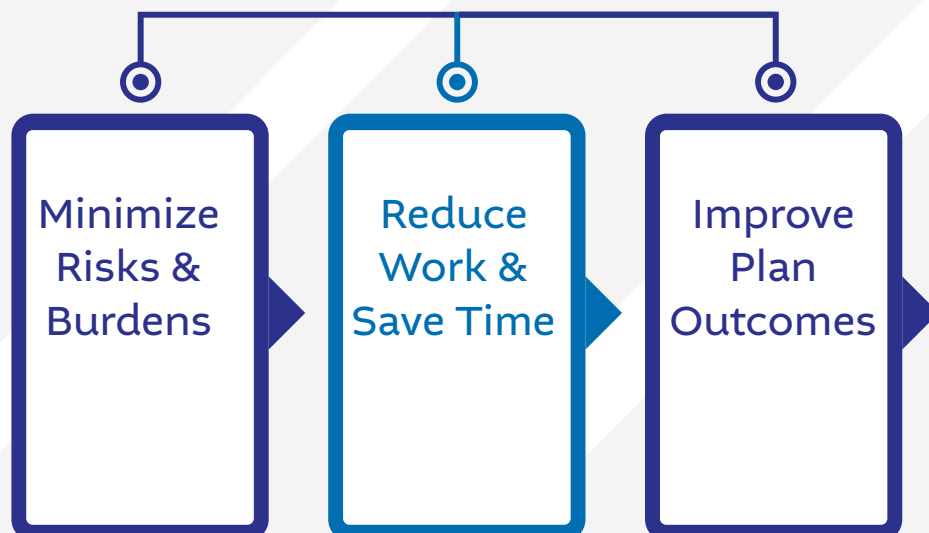 Minimize
Risks &
Burdens
Reduce
Work &
Save Time
Improve
Plan
Outcomes